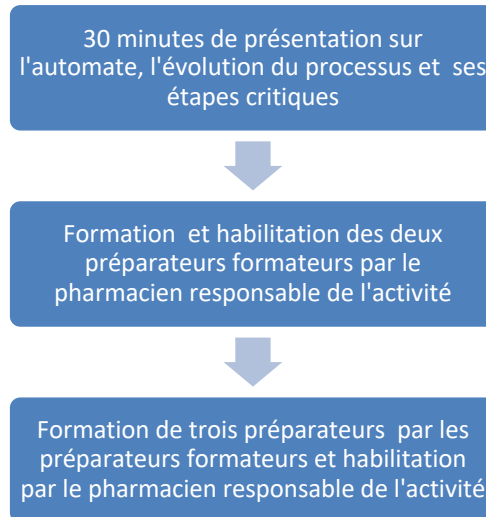 30 minutes de présentation sur
l'automate, l'évolution du processus et ses
étapes critiques
Formation et habilitation des deux
préparateurs formateurs par le
pharmacien responsable de l'activité
Formation de trois préparateurs par les
préparateurs formateurs et habilitation
par le pharmacien responsable de l'activité